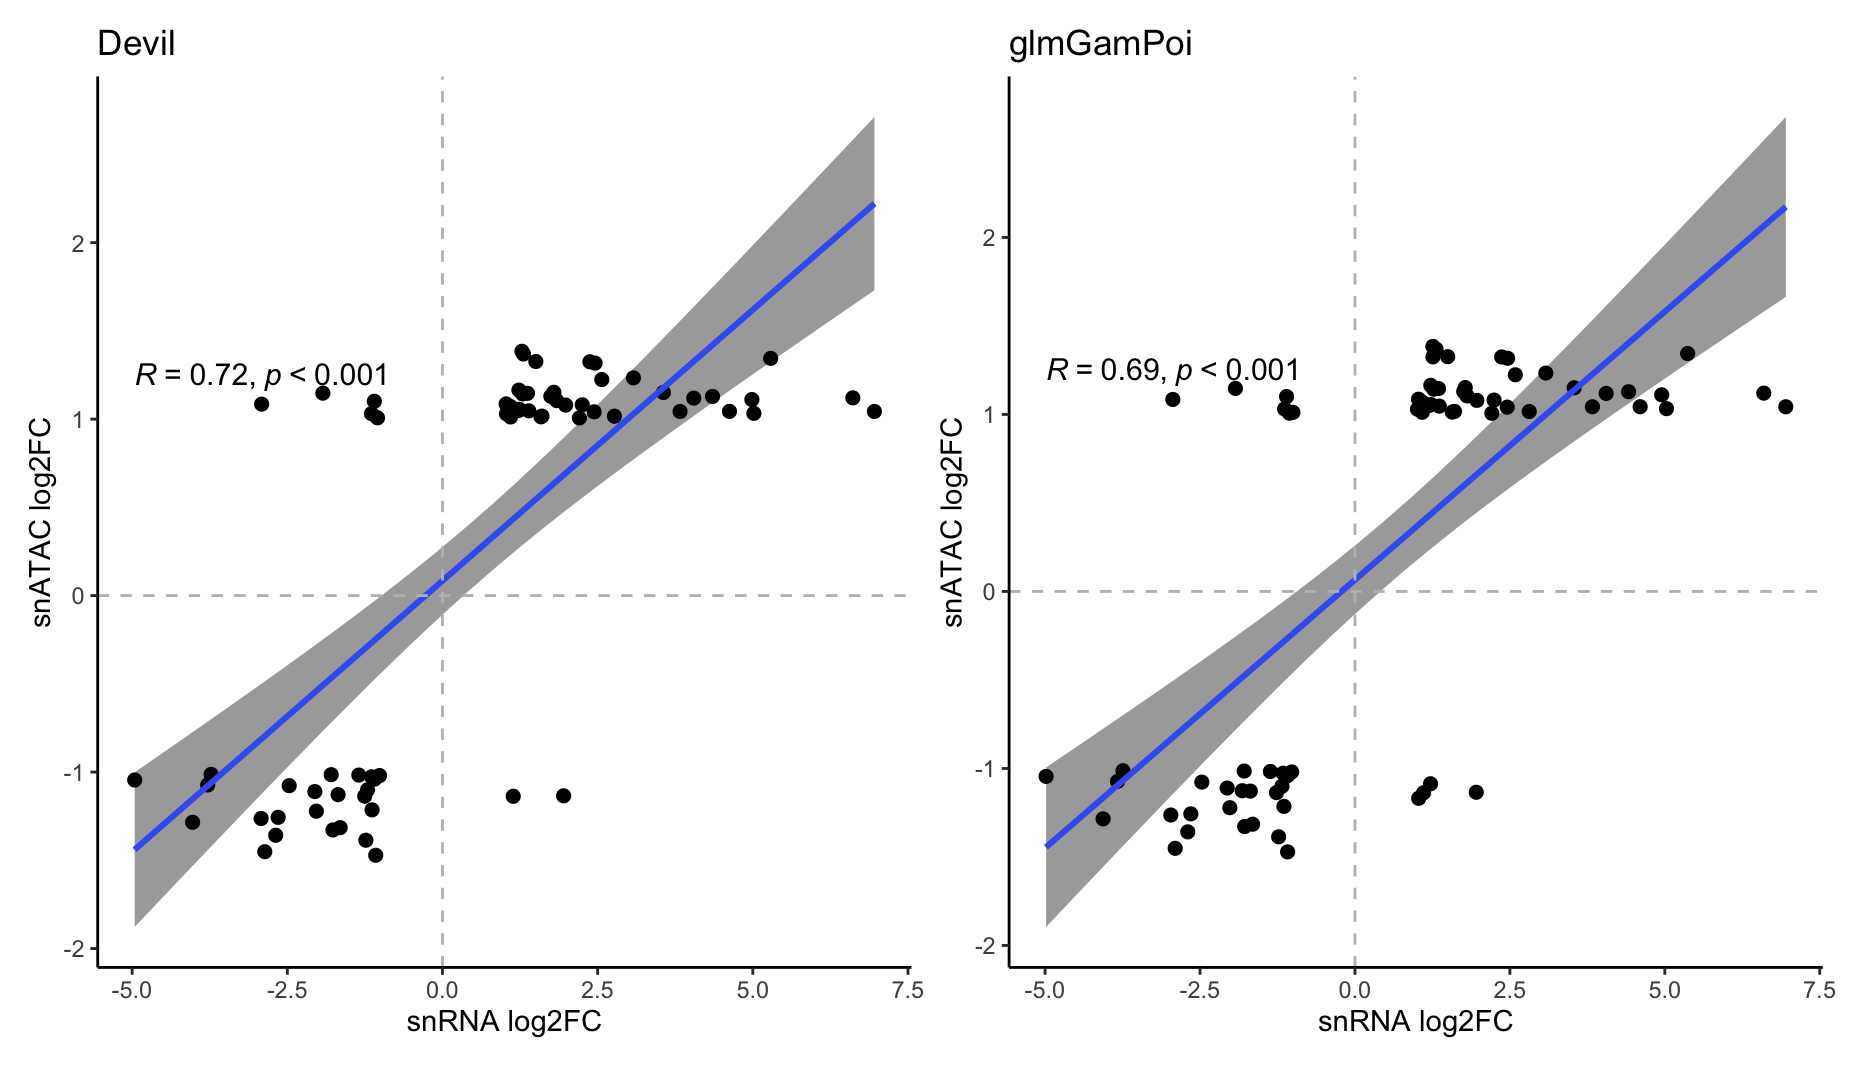 Devil
snATAC log2FC
2
1
0
-1
-2
R = 0.72, p < 0.001
-5.0 -2.5 0.0 2.5 5.0 7.5
snRNA log2FC
glmGamPoi
snATAC log2FC
2
1
0
-1
-2
R = 0.69, p < 0.001
-5.0 -2.5 0.0 2.5 5.0 7.5
snRNA log2FC